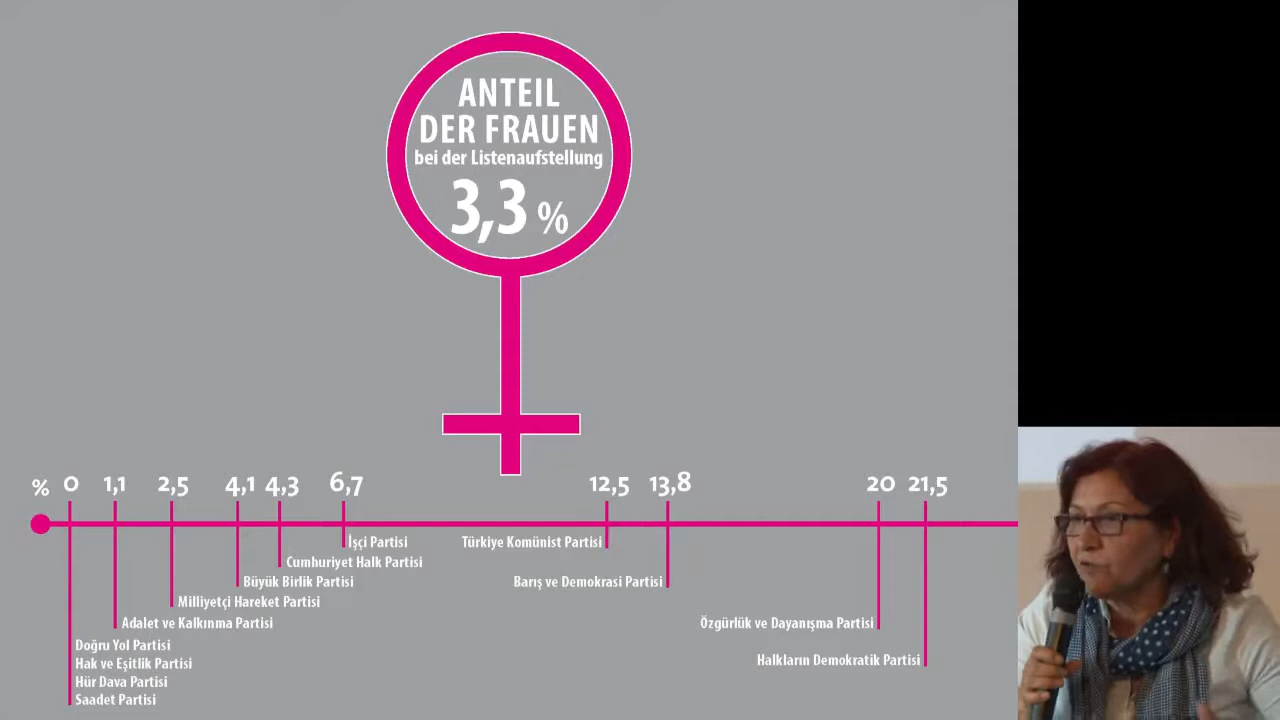 ANTEIL
DER FRAUEN
bei der Listenaufstellung
3,3 %
% 0 1,1 2,5 4,1 4,3 6,7 12,5 13,8 20 21,5
İşçi Partisi Türkiye Komünist Partisi
Cumhuriyet Halk Partisi
Büyük Birlik Partisi Barış ve Demokrasi Partisi
Milliyetçi Hareket Partisi
Adalet ve Kalkınma Partisi Özgürlük ve Dayanışma Partisi
Doğru Yol Partisi
Hak ve Eşitlik Partisi Halkların Demokratik Partisi
Hür Dava Partisi
Saadet Partisi